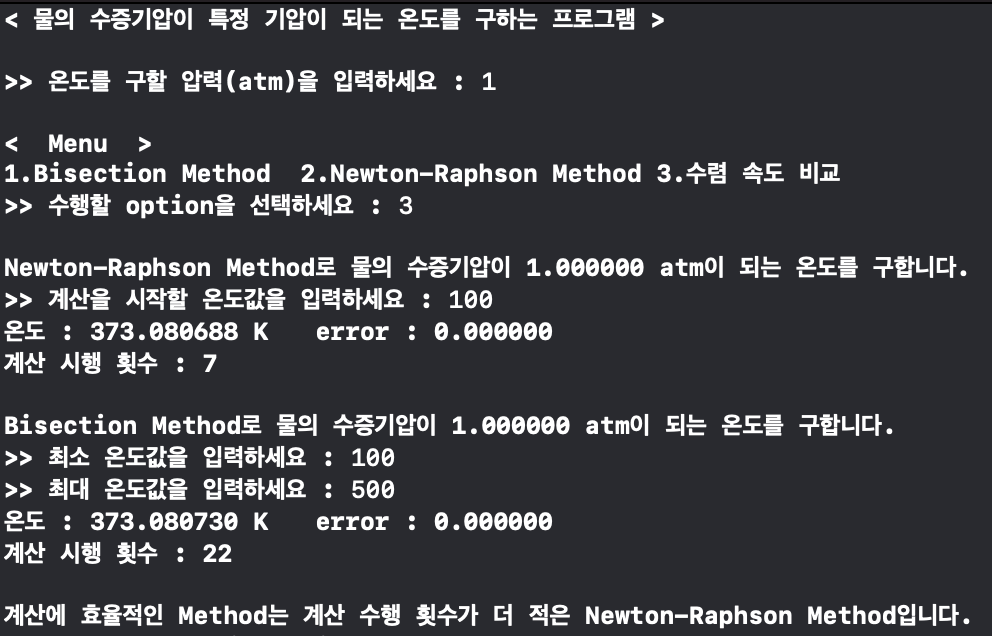 < 물의 수증기압이 특정 기압이 되는 온도를 구하는 프로그램 >
>> 온도를 구할 압력(atm)을 입력하세요 : 1
<  Menu  >
1.Bisection Method  2.Newton-Raphson Method 3.수렴 속도 비교
>> 수행할 option을 선택하세요 : 3
Newton-Raphson Method로 물의 수증기압이 1.000000 atm이 되는 온도를 구합니다.
>> 계산을 시작할 온도값을 입력하세요 : 100
온도 : 373.080688 K   error : 0.000000
계산 시행 횟수 : 7
Bisection Method로 물의 수증기압이 1.000000 atm이 되는 온도를 구합니다.
>> 최소 온도값을 입력하세요 : 100
>> 최대 온도값을 입력하세요 : 500
온도 : 373.080730 K   error : 0.000000
계산 시행 횟수 : 22
계산에 효율적인 Method는 계산 수행 횟수가 더 적은 Newton-Raphson Method입니다.